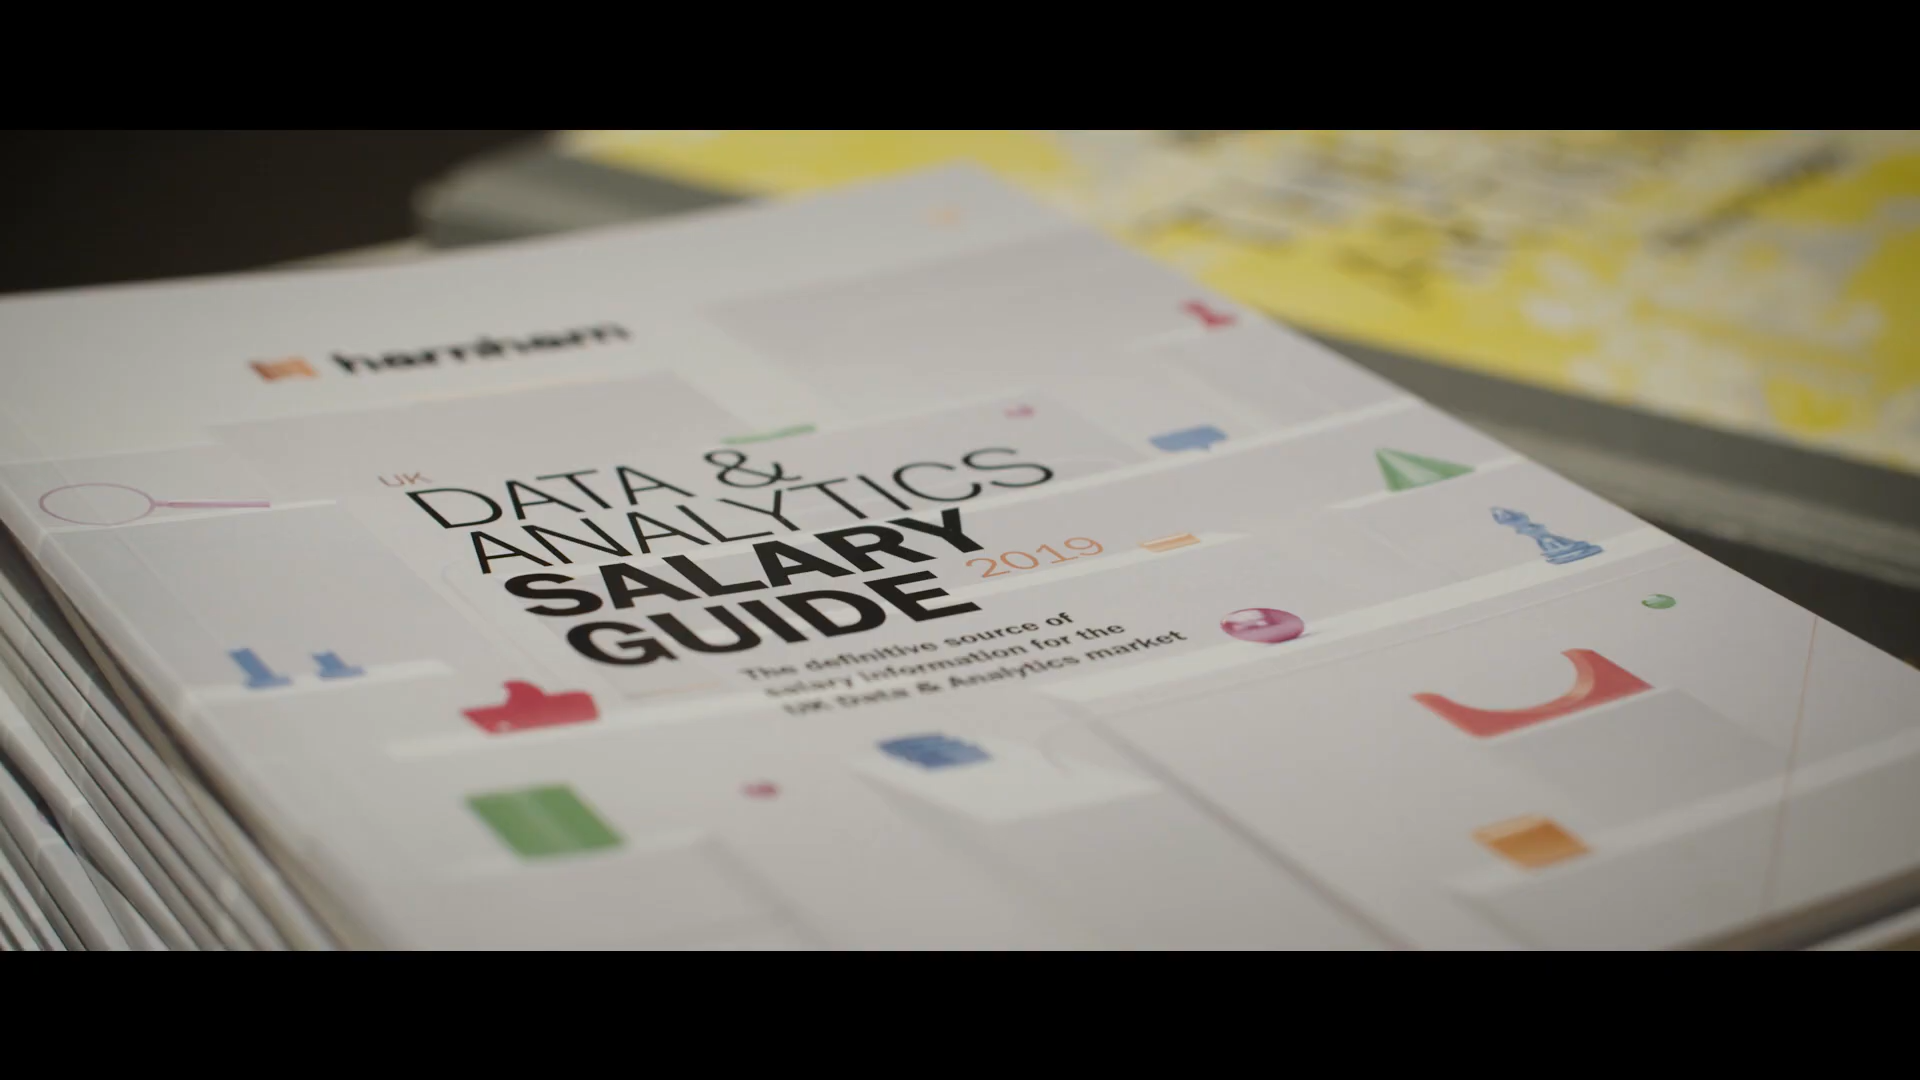 harnham
UK
DATA &
ANALYTICS
SALARY
GUIDE 2019
The definitive source of
salary information for the
UK Data & Analytics market